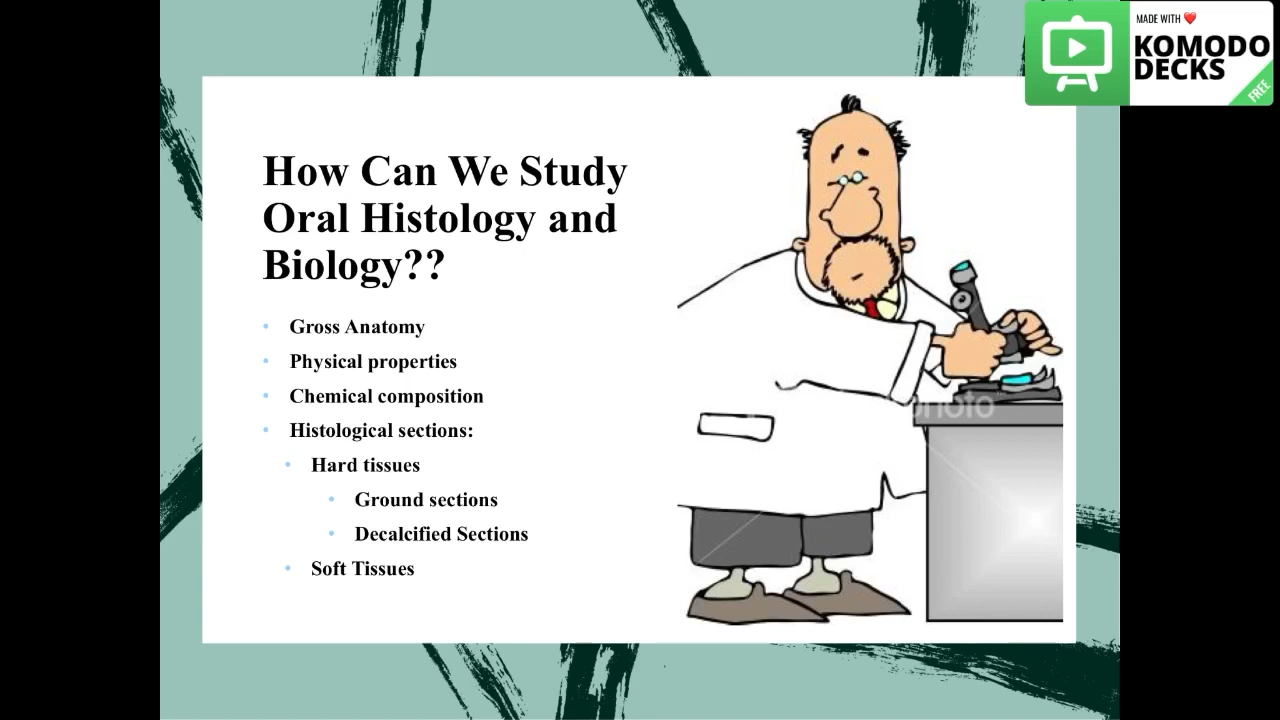 MADE WITH ❤️
KOMODO
DECKS
FREE
How Can We Study
Oral Histology and
Biology??
• Gross Anatomy
• Physical properties
• Chemical composition
• Histological sections:
• Hard tissues
• Ground sections
• Decalcified Sections
• Soft Tissues
photo